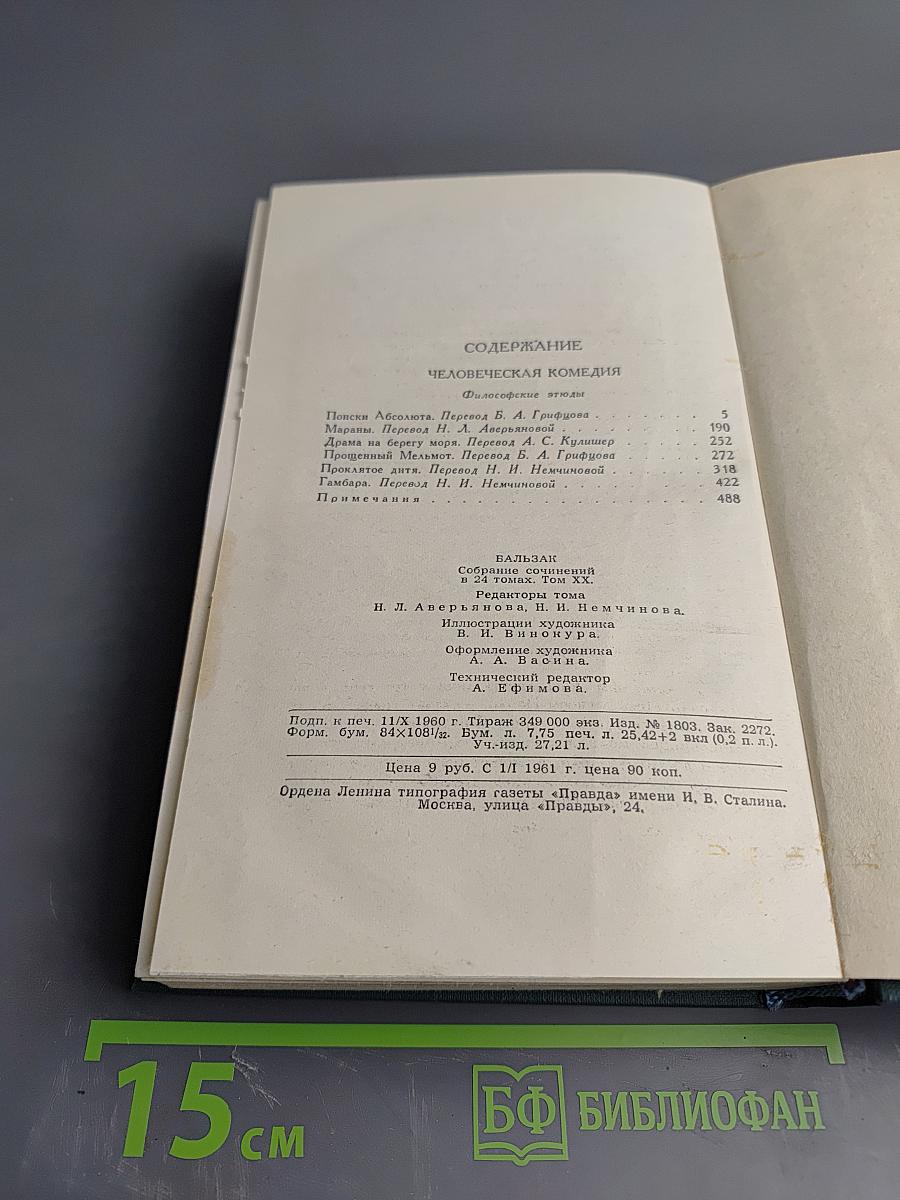 СОДЕРЖАНИЕ
ЧЕЛОВЕЧЕСКАЯ КОМЕДИЯ
Философские этюды
Поиски Абсолюта. Перевод Б. А. Грифцова . . . . . . . 5
Мараны. Перевод Н. Л. Аверьяновой . . . . . . . . . 190
Драма на берегу моря. Перевод А. С. Кулишер . . . . . 252
Прощенный Мельмот. Перевод Б. А. Грифцова . . . . . 272
Проклятое дитя. Перевод Н. И. Немчиновой . . . . . . 318
Гамбара. Перевод Н. И. Немчиновой . . . . . . . . . 422
Примечания . . . . . . . . . . . . . . . . . 488
БАЛЬЗАК
Собрание сочинений
в 24 томах. Том XX.
Редакторы тома
Н. Л. Аверьянова, Н. И. Немчинова.
Иллюстрации художника
В. И. Винокура.
Оформление художника
А. А. Васина.
Технический редактор
А. Ефимова.
Подп. к печ. 11/X 1960 г. Тираж 349 000 экз. Изд. № 1803. Зак. 2272.
Форм. бум. 84×108¹/₃₂. Бум. л. 7,75 печ. л. 25,42+2 вкл (0,2 п. л.).
Уч.-изд. 27,21 л.
Цена 9 руб. С 1/I 1961 г. цена 90 коп.
Ордена Ленина типография газеты «Правда» имени И. В. Сталина.
Москва, улица «Правды», 24.
15 см
БФ БИБЛИОФАН